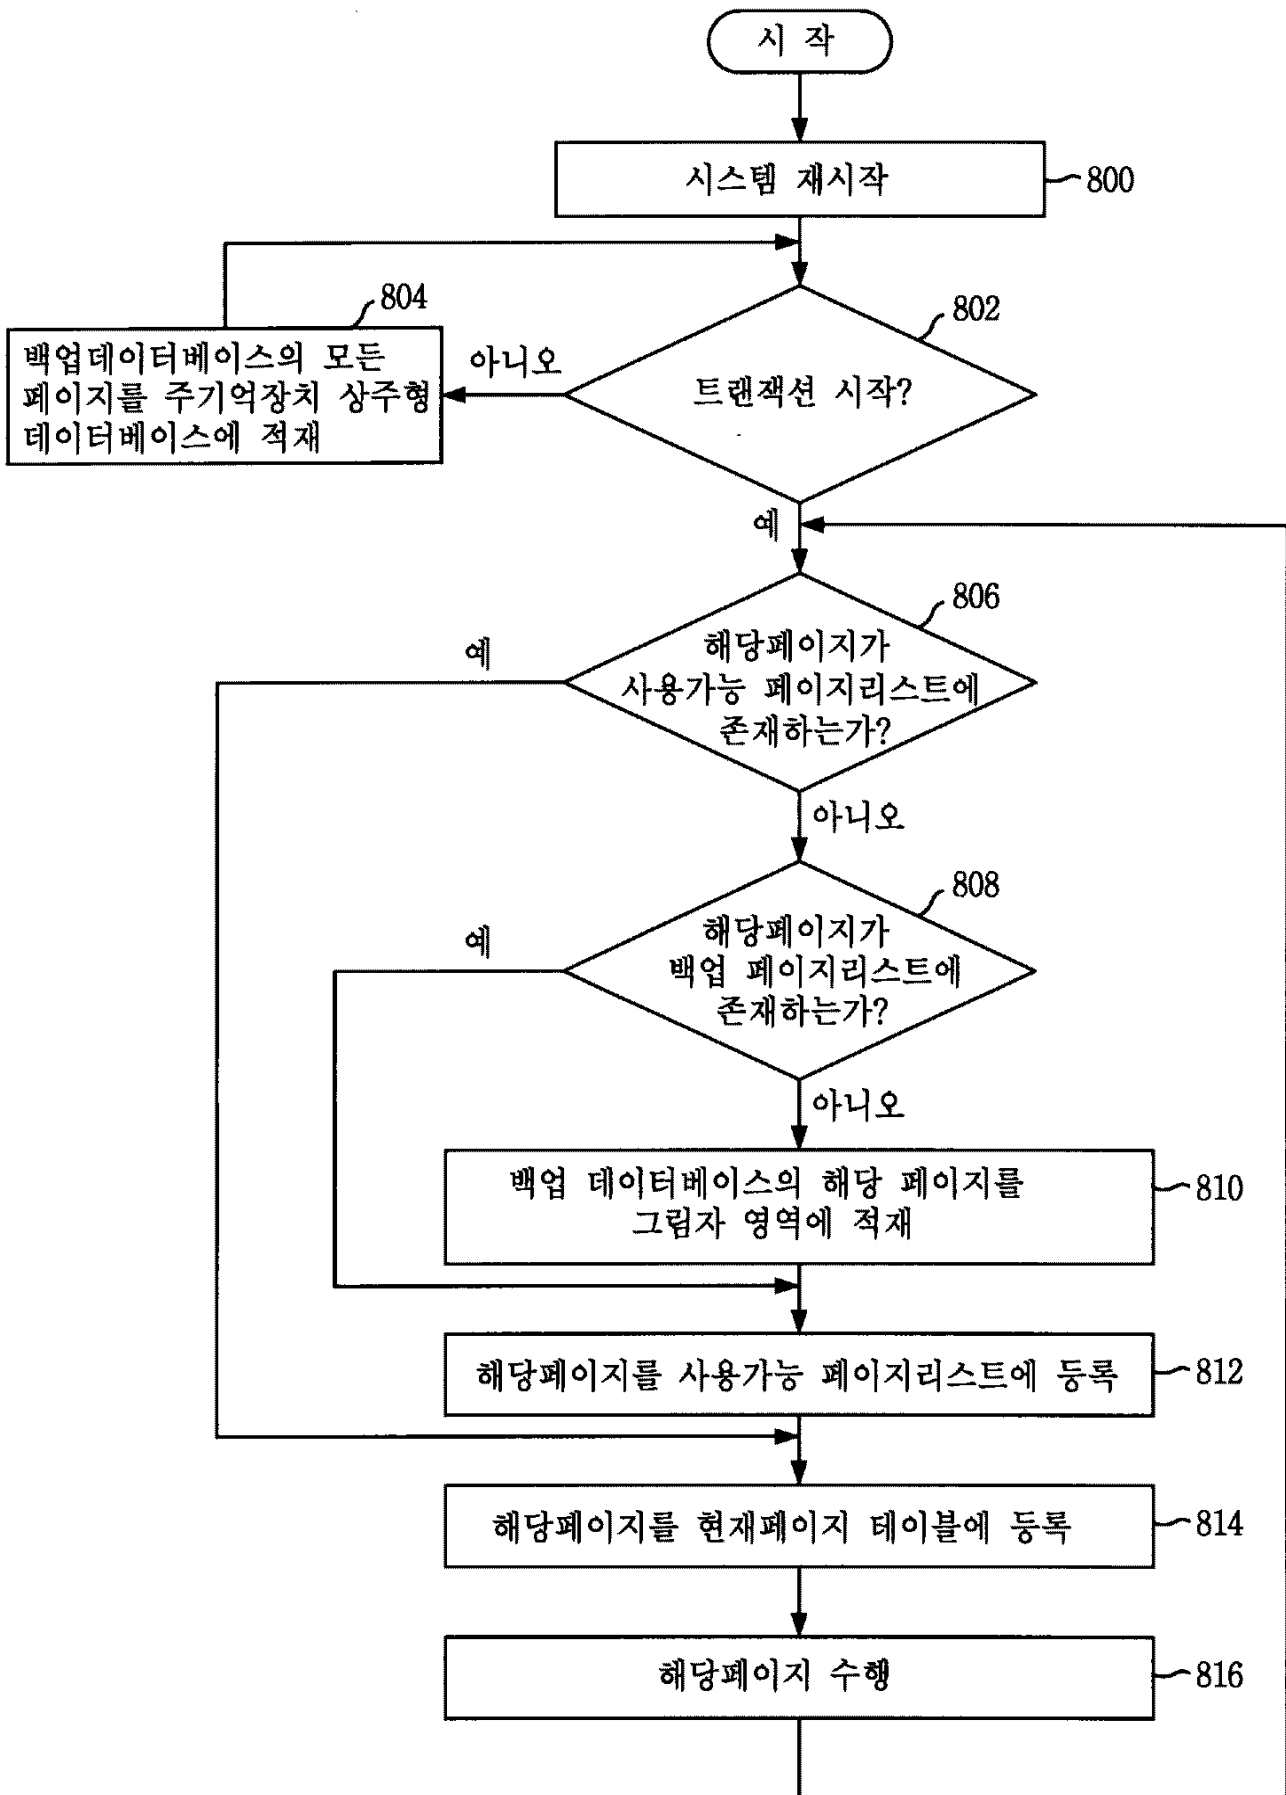 시 작
시스템 재시작
800
802
트랜잭션 시작?
804
아니오
백업데이터베이스의 모든
페이지를 주기억장치 상주형
데이터베이스에 적재
예
806
해당페이지가
사용가능 페이지리스트에
존재하는가?
예
아니오
808
해당페이지가
백업 페이지리스트에
존재하는가?
예
아니오
백업 데이터베이스의 해당 페이지를
그림자 영역에 적재
810
해당페이지를 사용가능 페이지리스트에 등록
812
해당페이지를 현재페이지 테이블에 등록
814
해당페이지 수행
816